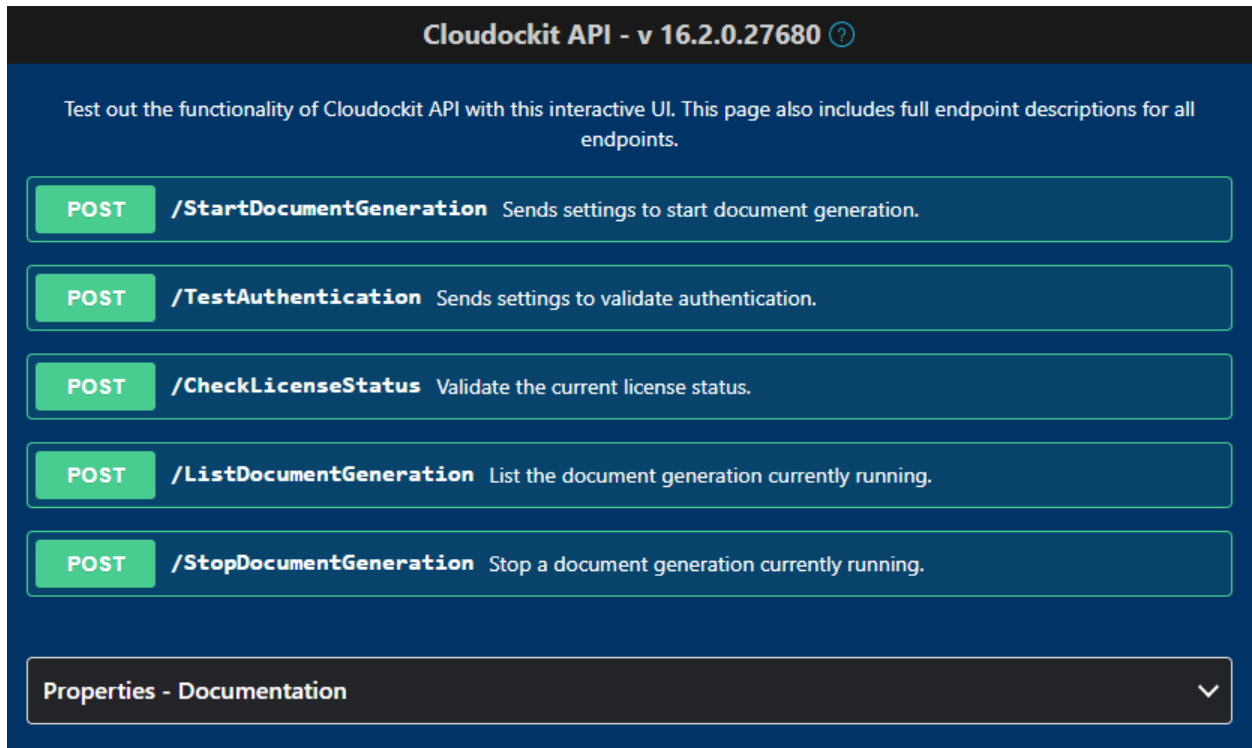 Cloudockit API - v 16.2.0.27680 ?
Test out the functionality of Cloudockit API with this interactive UI. This page also includes full endpoint descriptions for all
endpoints.
POST /StartDocumentGeneration Sends settings to start document generation.
POST /TestAuthentication Sends settings to validate authentication.
POST /CheckLicenseStatus Validate the current license status.
POST /ListDocumentGeneration List the document generation currently running.
POST /StopDocumentGeneration Stop a document generation currently running.
Properties - Documentation